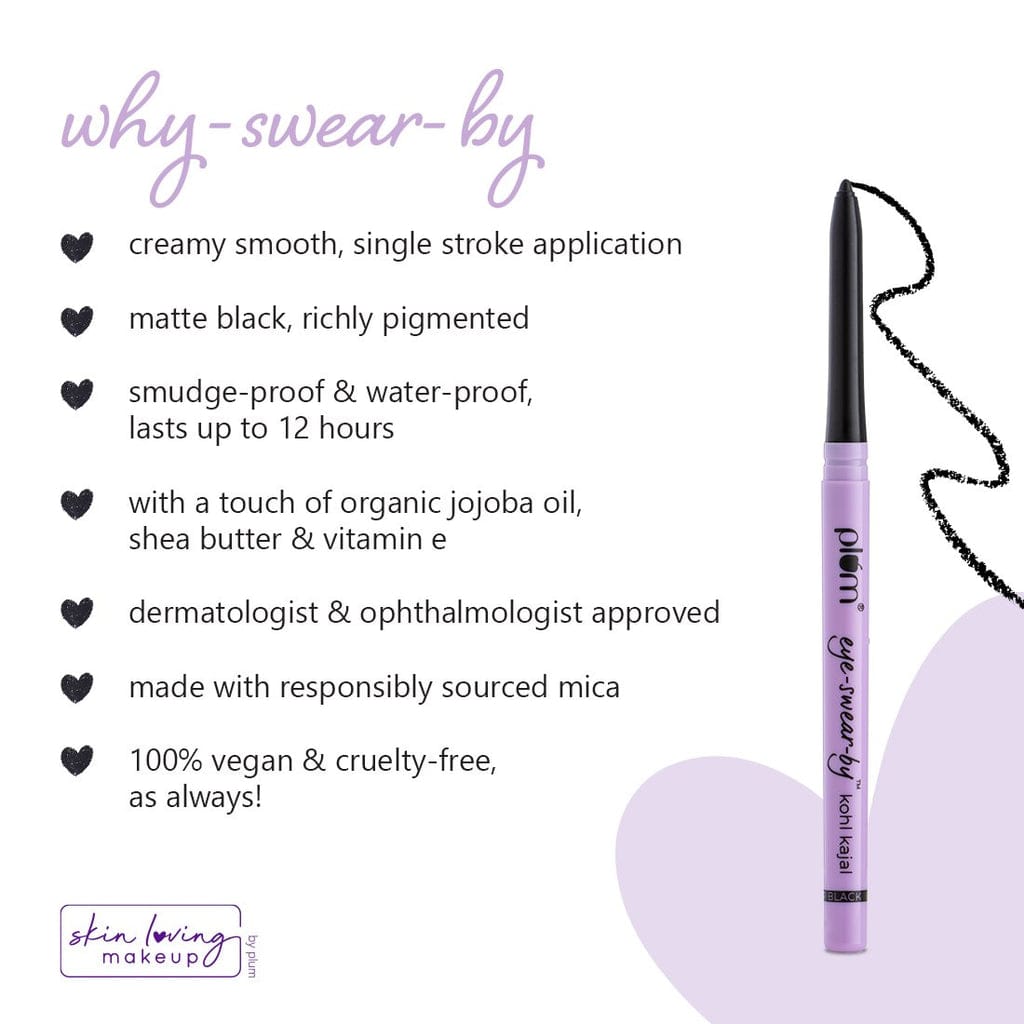 why-swear-by
creamy smooth, single stroke application
matte black, richly pigmented
smudge-proof & water-proof,
lasts up to 12 hours
with a touch of organic jojoba oil,
shea butter & vitamin e
dermatologist & ophthalmologist approved
made with responsibly sourced mica
100% vegan & cruelty-free,
as always!
plum®
eye-swear-by™ kohl kajal
BLACK
skin loving
makeup
by plum